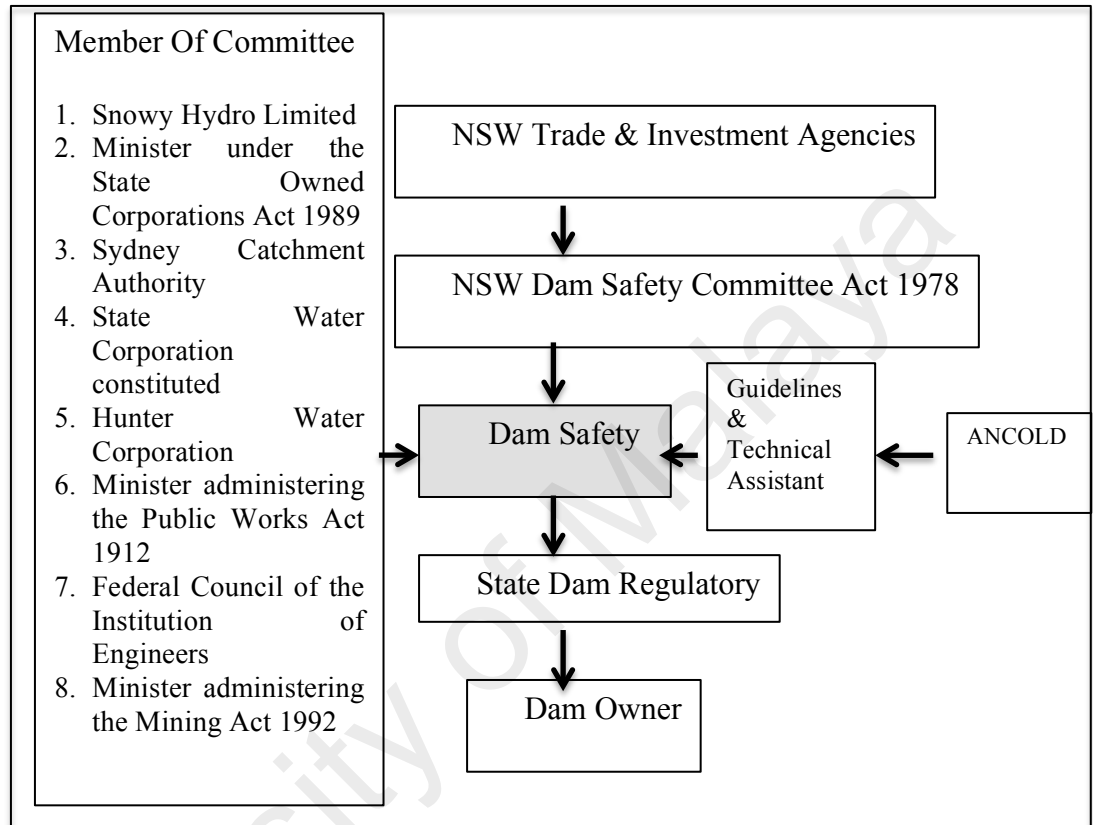 Member Of Committee
1. Snowy Hydro Limited
2. Minister under the
State Owned
Corporations Act 1989
3. Sydney Catchment
Authority
4. State Water
Corporation
constituted
5. Hunter Water
Corporation
6. Minister administering
the Public Works Act
1912
7. Federal Council of the
Institution of
Engineers
8. Minister administering
the Mining Act 1992
NSW Trade & Investment Agencies
NSW Dam Safety Committee Act 1978
Dam Safety
Guidelines
&
Technical
Assistant
ANCOLD
State Dam Regulatory
Dam Owner
sity of Malaya